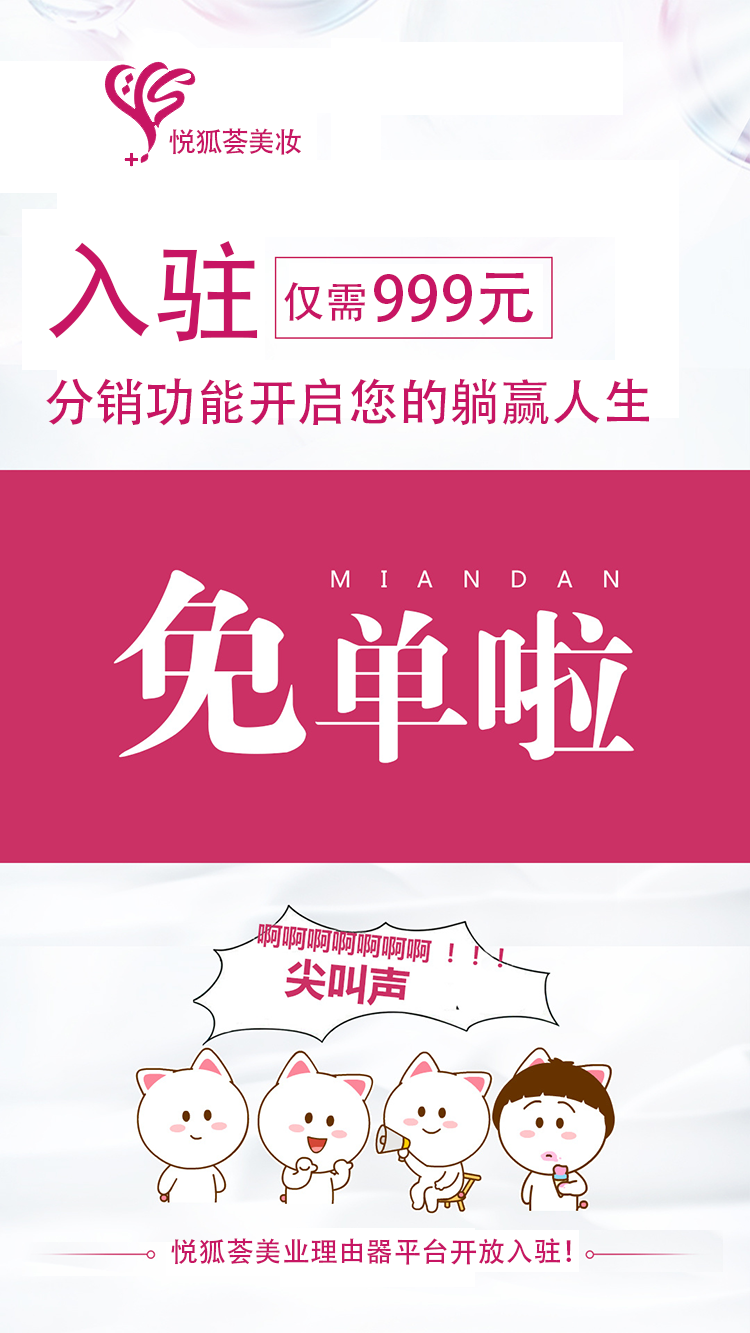 悦狐荟美妆
入驻 仅需999元
分销功能开启您的躺赢人生
MIANDAN
免单啦
啊啊啊啊啊啊啊！！！
尖叫声
悦狐荟美业理由器平台开放入驻！